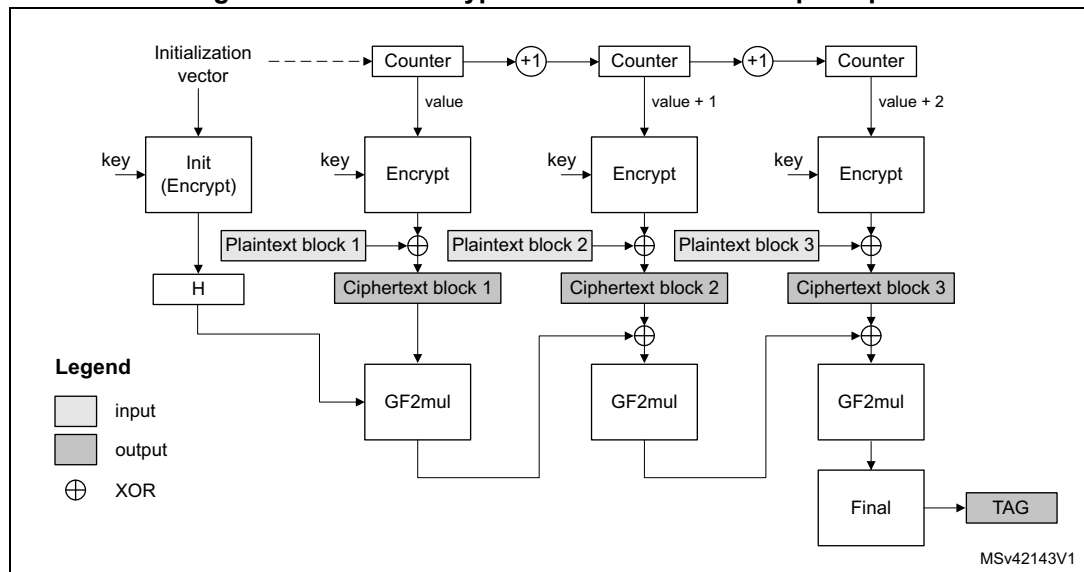 Initialization
vector
Counter
+1
Counter
+1
Counter
value
value + 1
value + 2
key
Init
(Encrypt)
key
Encrypt
key
Encrypt
key
Encrypt
Plaintext block 1
Plaintext block 2
Plaintext block 3
H
Ciphertext block 1
Ciphertext block 2
Ciphertext block 3
Legend
input
output
XOR
GF2mul
GF2mul
GF2mul
Final
TAG
MSv42143V1